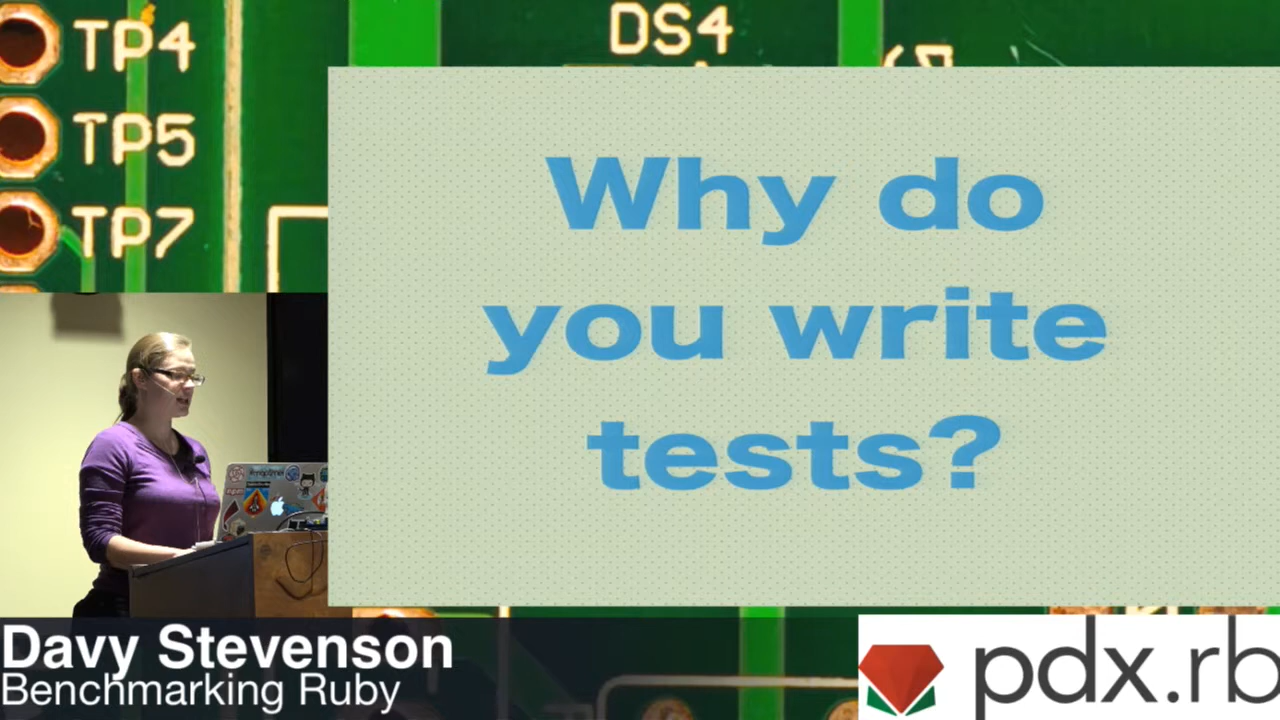 TP4
DS4
TP5
TP7
Why do
you write
tests?
Davy Stevenson
Benchmarking Ruby
pdx.rb